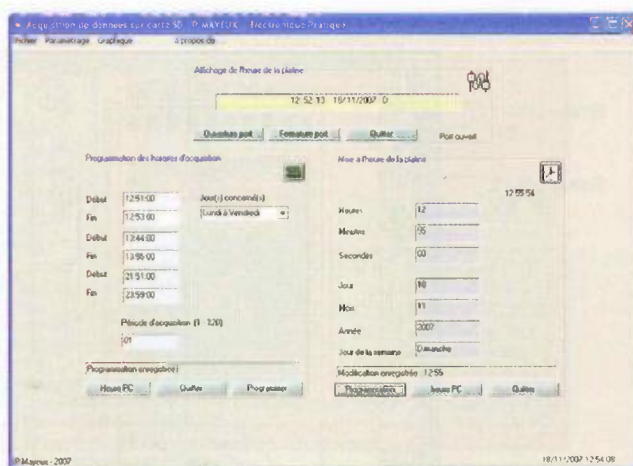 Acquisition de données sur carte SD - P. MAYEUX - Electronique Pratique
Fichier Paramétrage Graphique à propos de ...
Affichage de l'heure de la platine
12:52:13 18/11/2007 D
Ouverture port Fermeture port Quitter Port ouvert
Programmation des horaires d'acquisition
Début 12:51:00
Fin 12:53:00
Début 13:44:00
Fin
Début 21:51:00
Fin 23:59:00
Jour(s) concerné(s)
Lundi à Vendredi
Période d'acquisition (1 - 120)
01
Programmation enregistrée
Heure PC Quitter Programmer
Mise à l'heure de la platine
12:55:54
Heures 12
Minutes 55
Secondes 00
Jour 18
Mois 11
Année 2007
Jour de la semaine Dimanche
Modification enregistrée 12:55
Programmation heure PC Quitter
P.Mayeux - 2007
18/11/2007 12:54:08